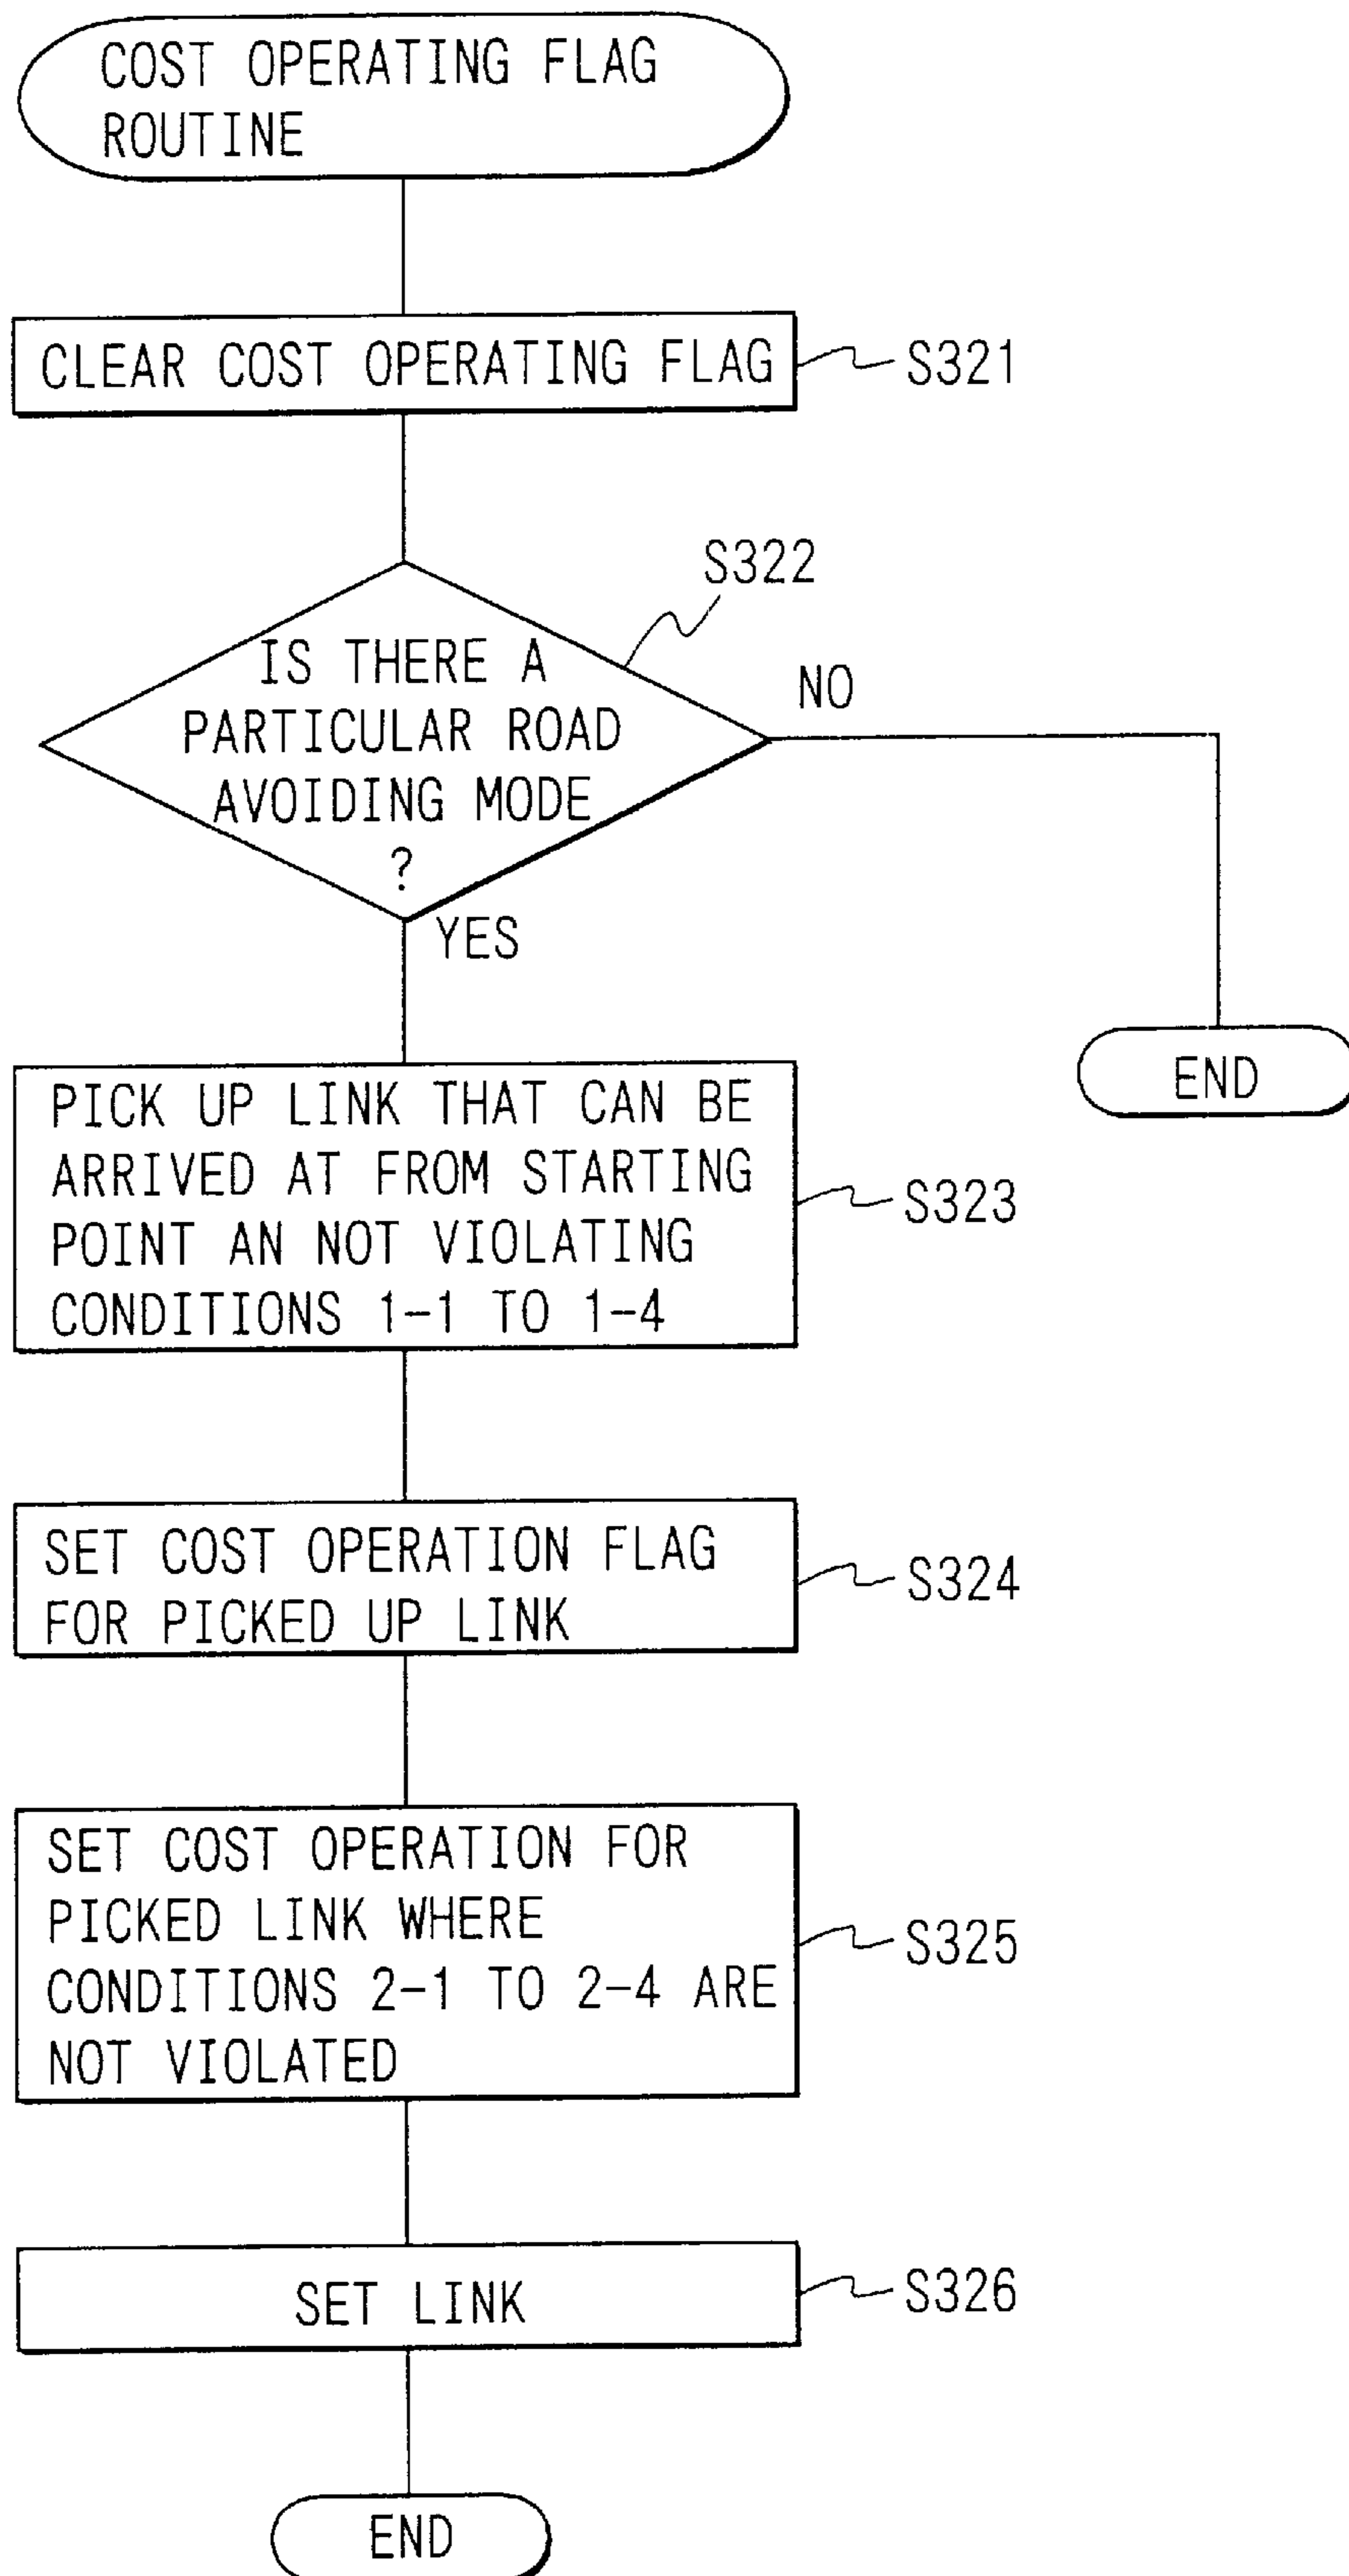 COST OPERATING FLAG
ROUTINE
CLEAR COST OPERATING FLAG
S321
S322
IS THERE A
PARTICULAR ROAD
AVOIDING MODE
?
NO
YES
END
PICK UP LINK THAT CAN BE
ARRIVED AT FROM STARTING
POINT AN NOT VIOLATING
CONDITIONS 1-1 TO 1-4
S323
SET COST OPERATION FLAG
FOR PICKED UP LINK
S324
SET COST OPERATION FOR
PICKED LINK WHERE
CONDITIONS 2-1 TO 2-4 ARE
NOT VIOLATED
S325
SET LINK
S326
END